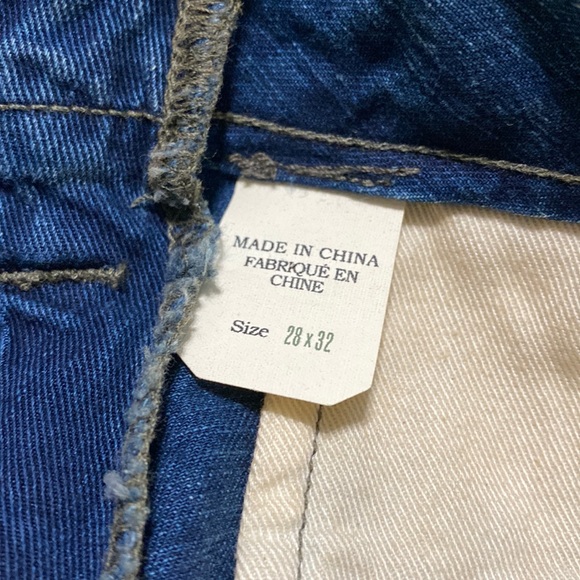 MADE IN CHINA
FABRIQUÉ EN
CHINE
Size 28 x 32